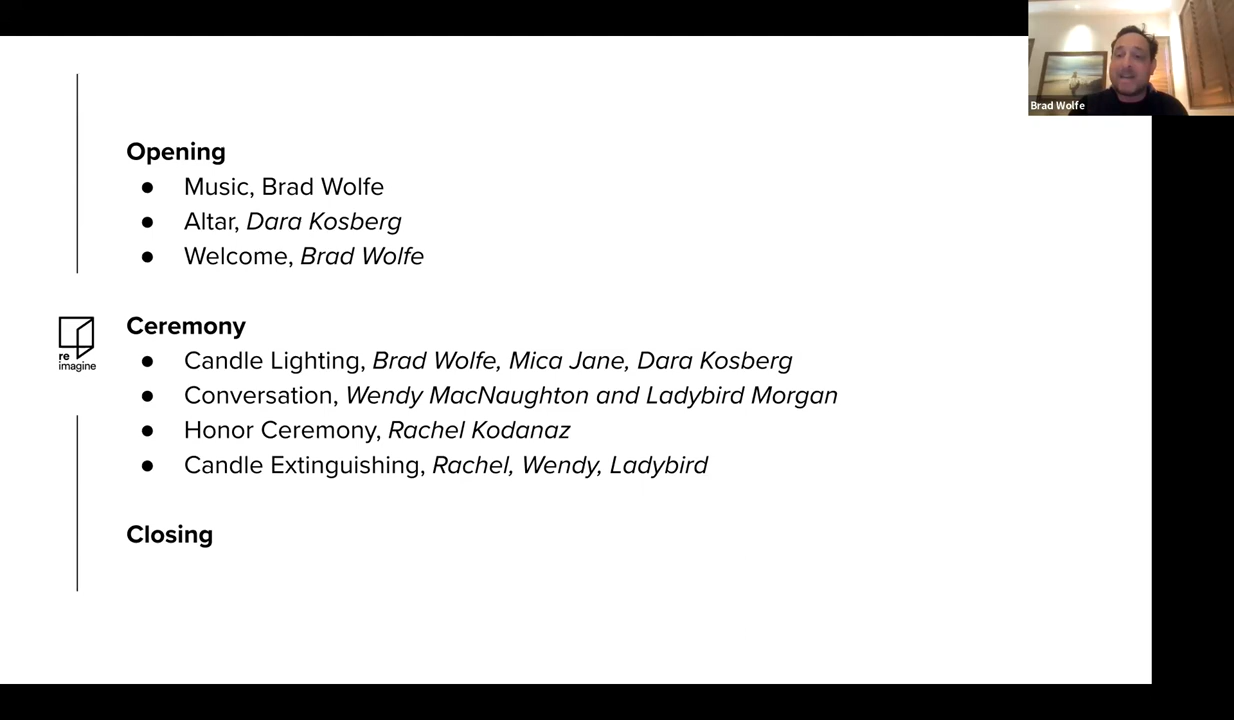 Brad Wolfe
Opening
● Music, Brad Wolfe
● Altar, Dara Kosberg
● Welcome, Brad Wolfe
re
imagine
Ceremony
● Candle Lighting, Brad Wolfe, Mica Jane, Dara Kosberg
● Conversation, Wendy MacNaughton and Ladybird Morgan
● Honor Ceremony, Rachel Kodanaz
● Candle Extinguishing, Rachel, Wendy, Ladybird
Closing